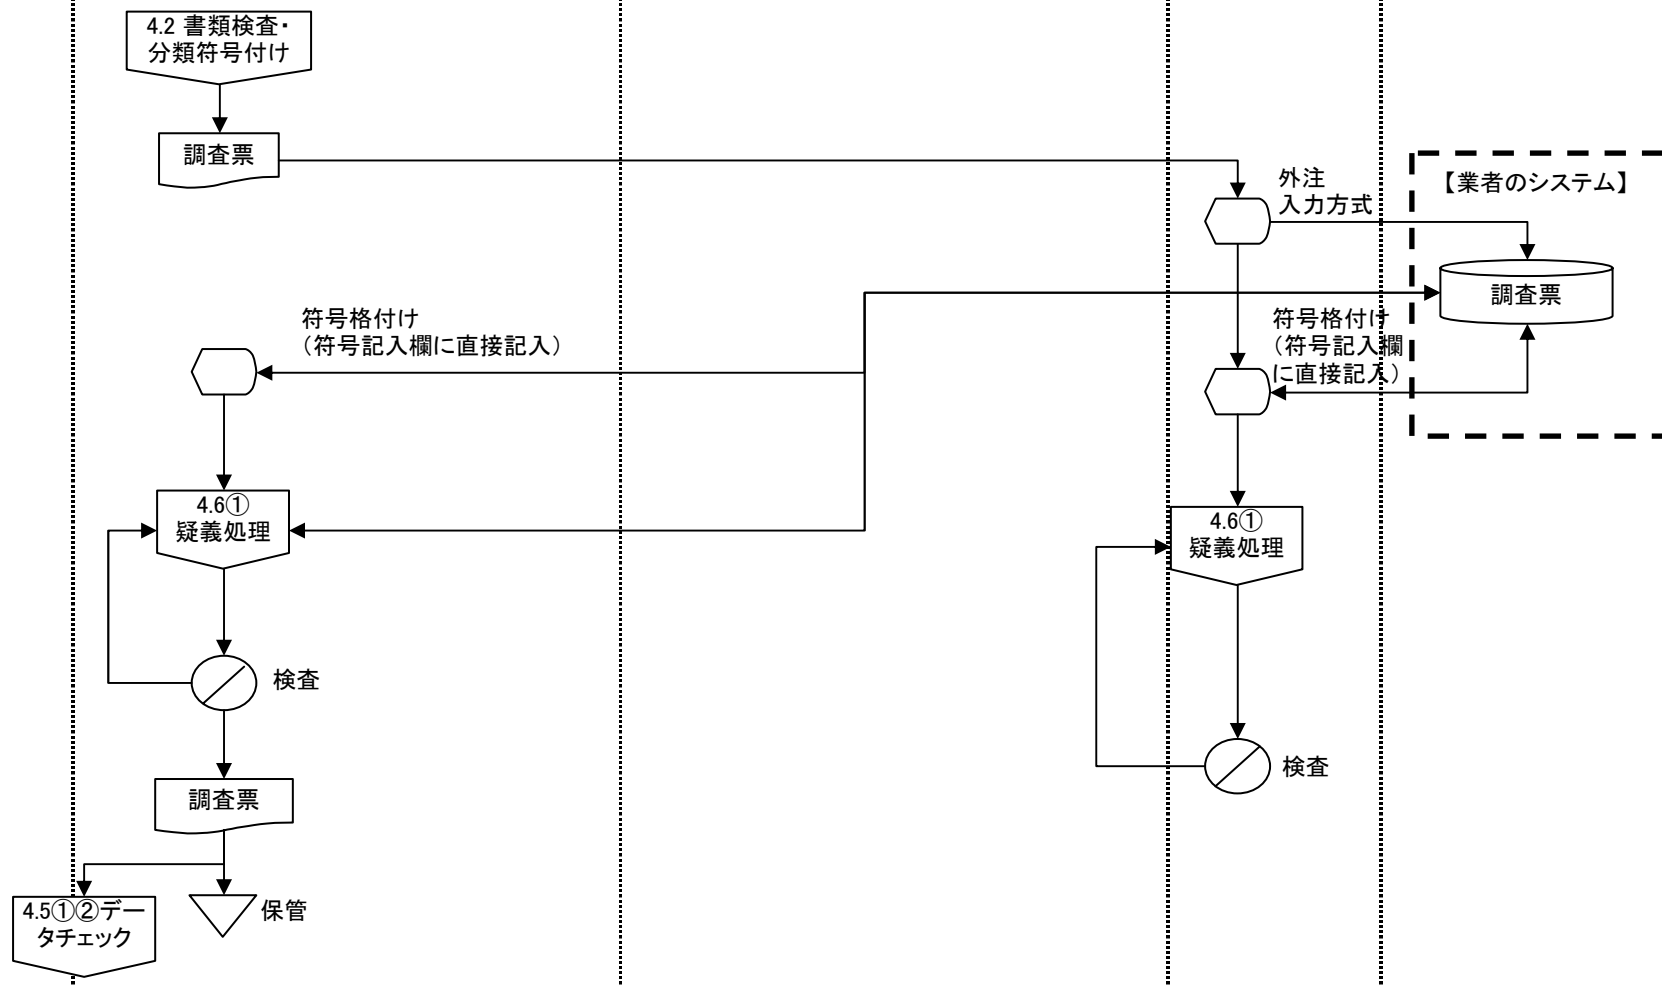 4.2 書類検査・
分類符号付け
調査票
外注
入力方式
【業者のシステム】
調査票
符号格付け
（符号記入欄に直接記入）
符号格付け
（符号記入欄
に直接記入）
4.6①
疑義処理
4.6①
疑義処理
検査
検査
調査票
4.5①②デー
タチェック
保管